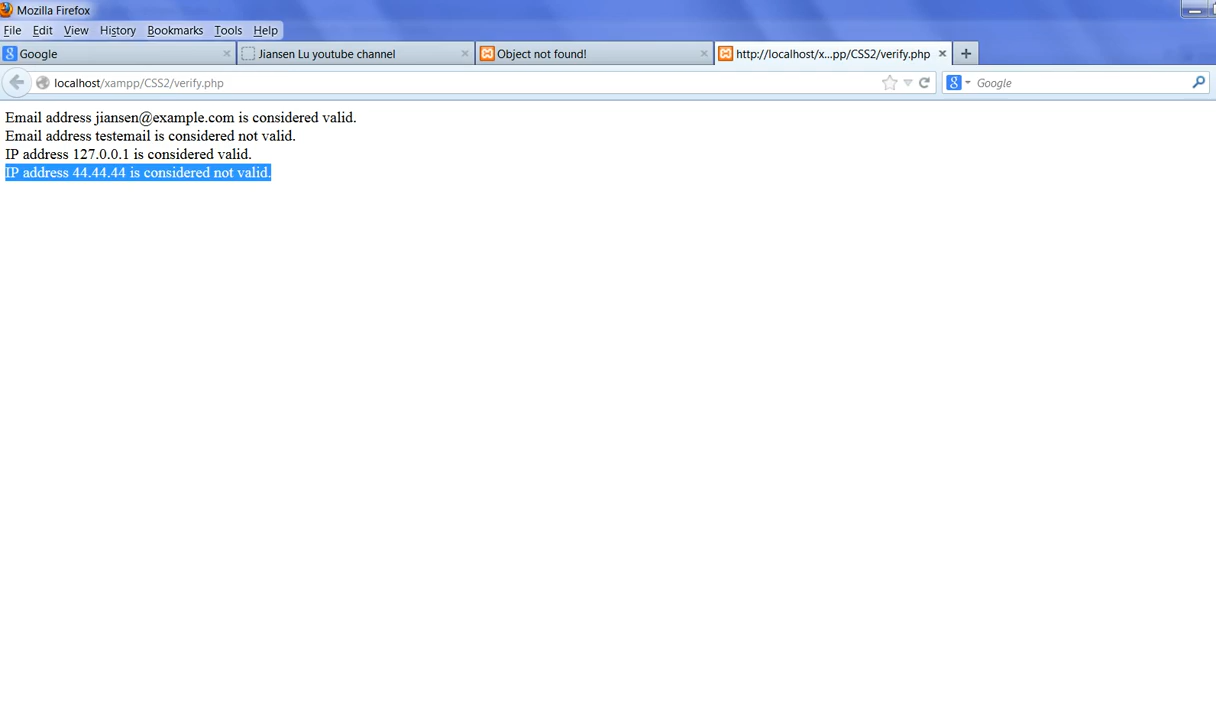 Mozilla Firefox
File Edit View History Bookmarks Tools Help
Google Jiansen Lu youtube channel Object not found! http://localhost/x...pp/CSS2/verify.php
localhost/xampp/CSS2/verify.php Google
Email address jiansen@example.com is considered valid.
Email address testemail is considered not valid.
IP address 127.0.0.1 is considered valid.
IP address 44.44.44 is considered not valid.